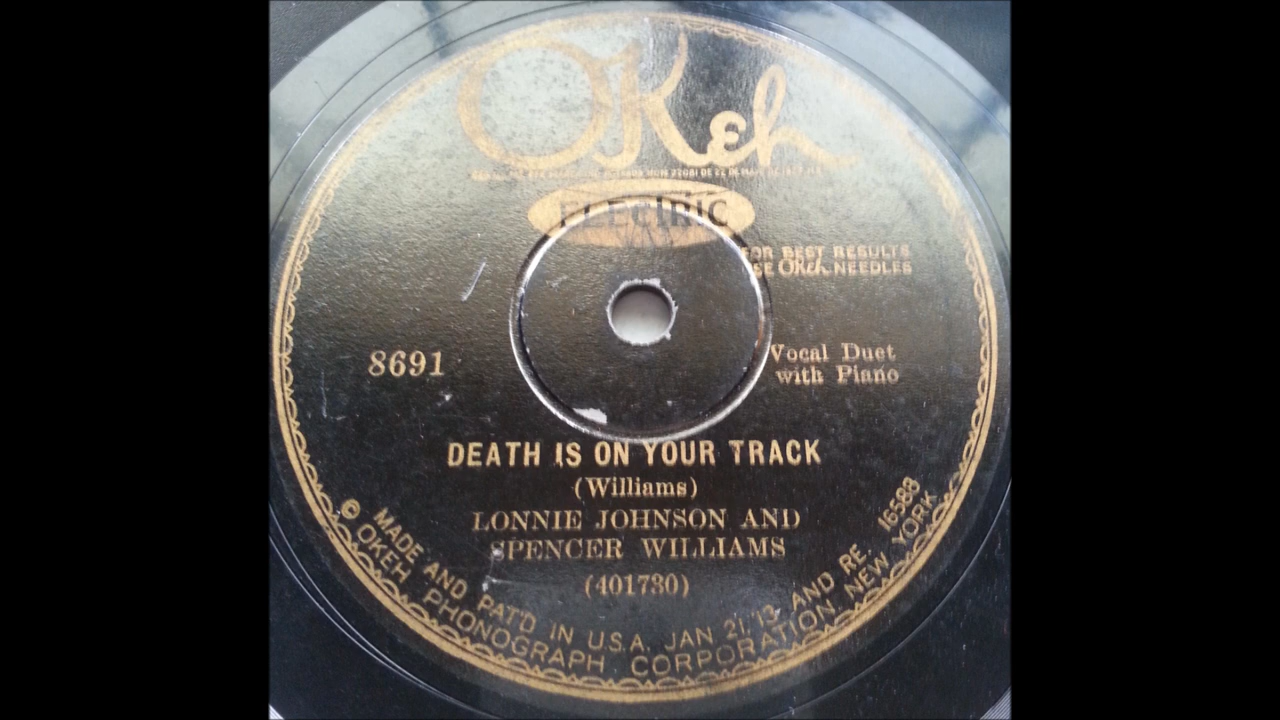 OKeh
ELECTRIC
FOR BEST RESULTS
USE OKeh NEEDLES
8691
Vocal Duet
with Piano
DEATH IS ON YOUR TRACK
(Williams)
LONNIE JOHNSON AND
SPENCER WILLIAMS
(401730)
MADE AND PAT'D IN U.S.A. JAN 21, '13 AND RE. 16588
© OKEH PHONOGRAPH CORPORATION NEW YORK